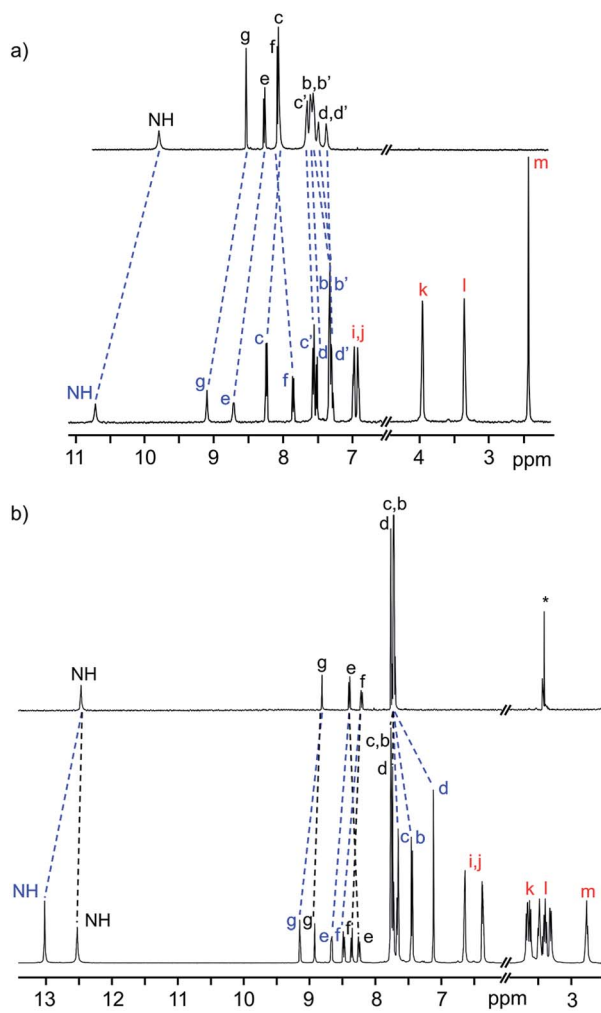 a)
c
g
f
e
b,b'
c'
d,d'
NH
m
k
l
b
b'
i,j
c
c'
d
d'
g
f
NH
e
11 10 9 8 7 4 3 ppm
b)
c,b
d
*
g
e
f
NH
c,b
d
d
c b
i,j
k
l
m
NH
NH
g
g
e
f
f
e
13 12 11 10 9 8 7 ppm 3